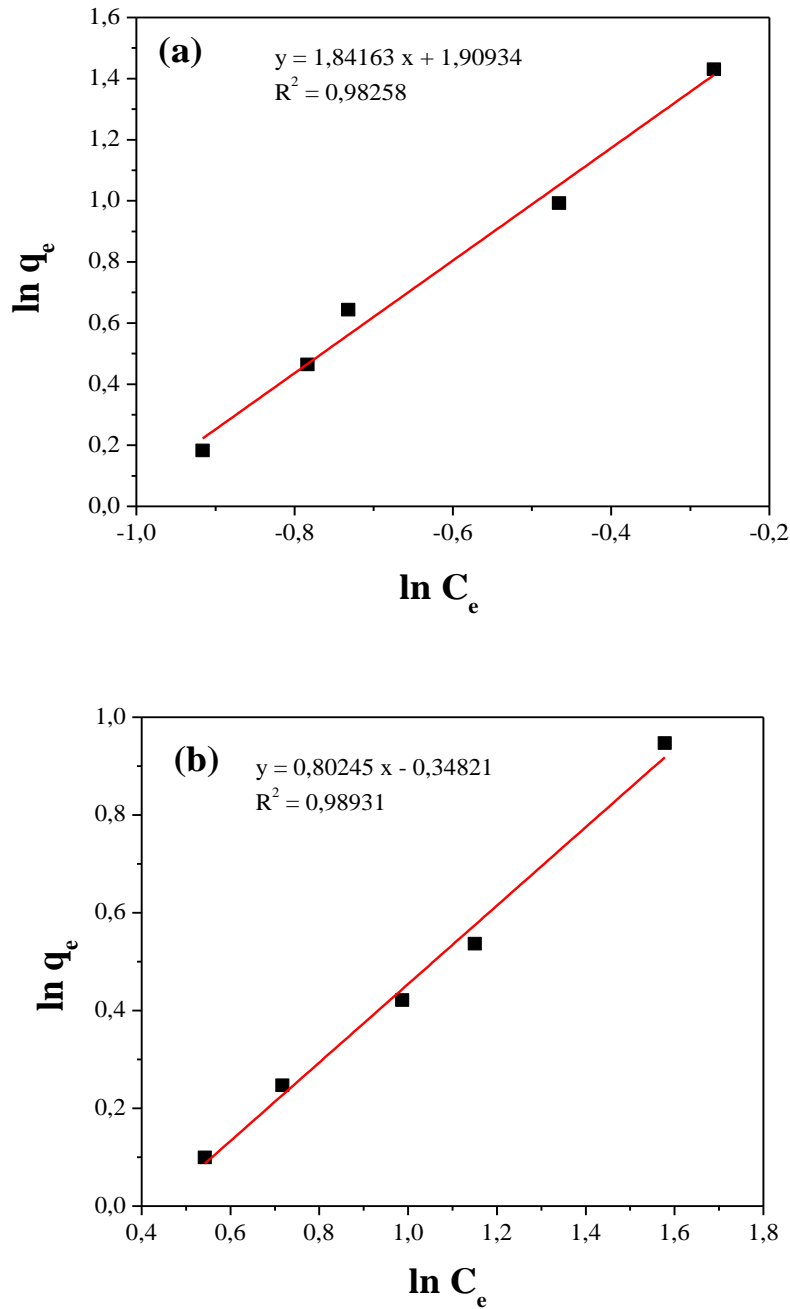 (a)
y = 1,84163 x + 1,90934
R² = 0,98258
1,6
1,4
1,2
1,0
0,8
0,6
0,4
0,2
0,0
ln qₑ
-1,0 -0,8 -0,6 -0,4 -0,2
ln Cₑ
(b)
y = 0,80245 x - 0,34821
R² = 0,98931
1,0
0,8
0,6
0,4
0,2
0,0
ln qₑ
0,4 0,6 0,8 1,0 1,2 1,4 1,6 1,8
ln Cₑ